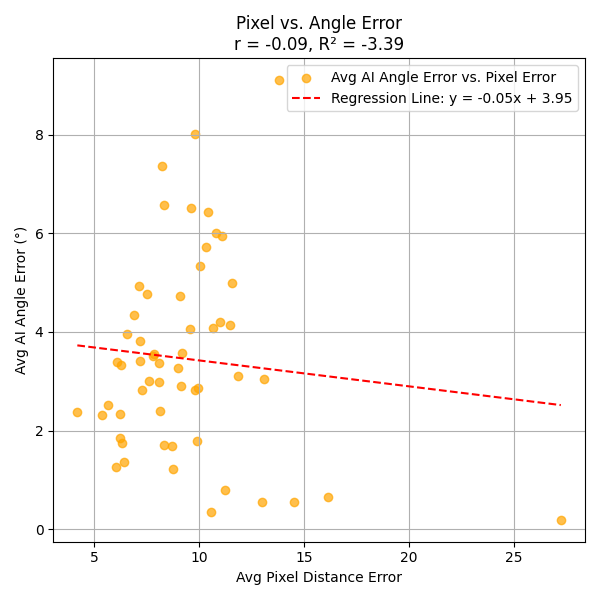 Pixel vs. Angle Error
r = -0.09, R² = -3.39
Avg AI Angle Error vs. Pixel Error
Regression Line: y = -0.05x + 3.95
Avg AI Angle Error (°)
8
6
4
2
0
5 10 15 20 25
Avg Pixel Distance Error